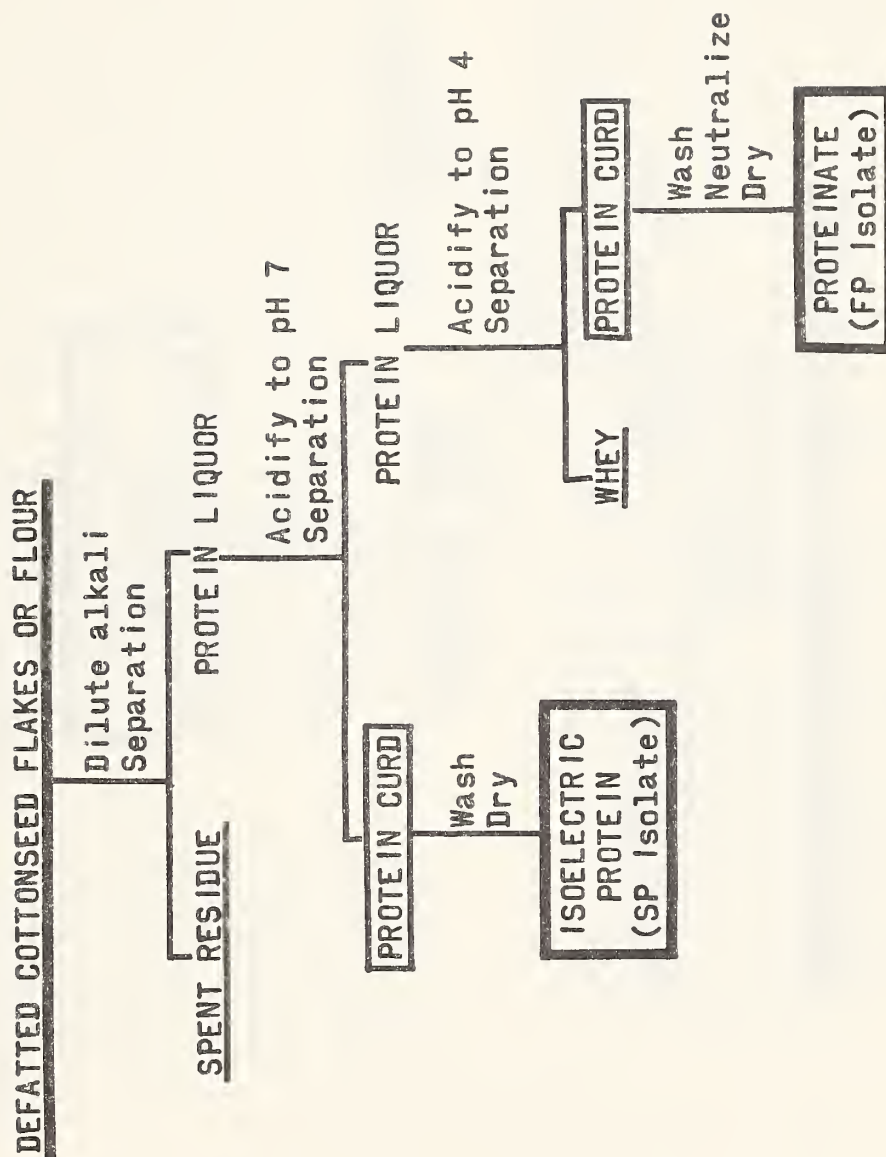 DEFATTED COTTONSEED FLAKES OR FLOUR
Dilute alkali
Separation
SPENT RESIDUE
PROTEIN LIQUOR
Acidify to pH 7
Separation
PROTEIN CURD
Wash
Dry
ISOELECTRIC
PROTEIN
(SP Isolate)
PROTEIN LIQUOR
Acidify to pH 4
Separation
WHEY
PROTEIN CURD
Wash
Neutralize
Dry
PROTEINATE
(FP Isolate)